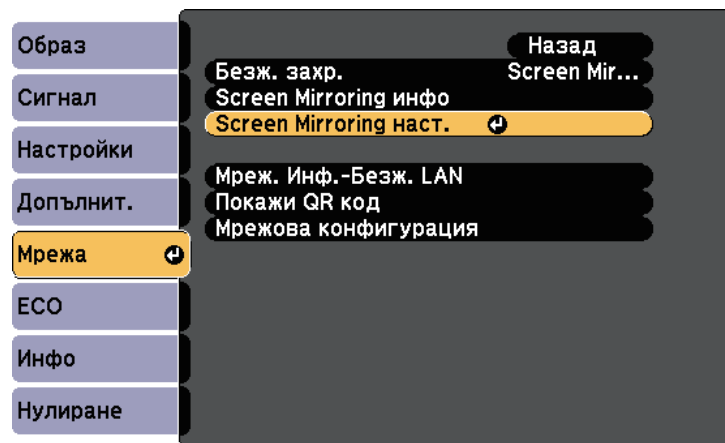 Образ
Сигнал
Настройки
Допълнит.
Мрежа
ECO
Инфо
Нулиране
Назад
Безж. захр. Screen Mir...
Screen Mirroring инфо
Screen Mirroring наст.
Мреж. Инф.-Безж. LAN
Покажи QR код
Мрежова конфигурация